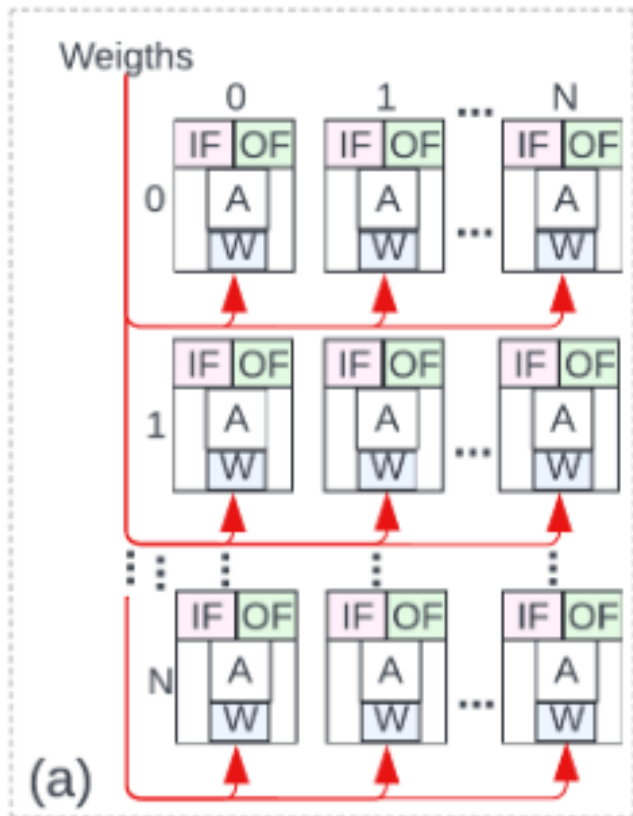 Weigths
0 1 ... N
IF OF IF OF IF OF
0 A A ... A
W W W
IF OF IF OF IF OF
1 A A ... A
W W W
... ... ... ... ...
IF OF IF OF IF OF
N A A ... A
W W W
(a)